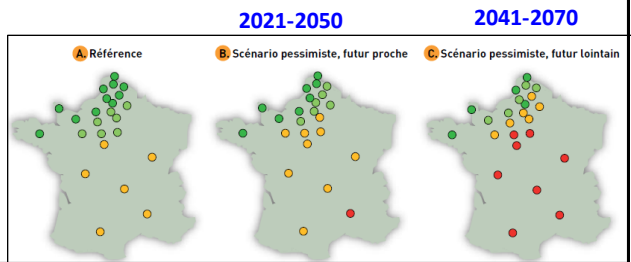 2021-2050 2041-2070
A. Référence B. Scénario pessimiste, futur proche C. Scénario pessimiste, futur lointain